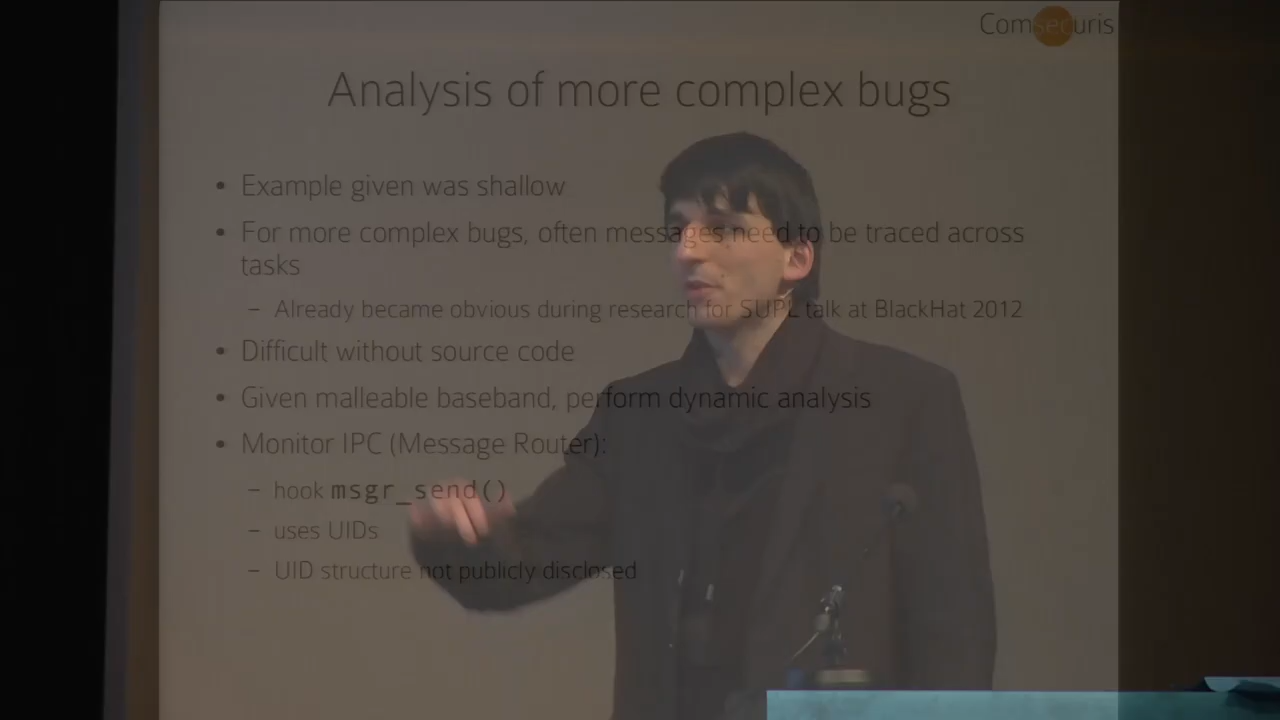 Comsecuris
Analysis of more complex bugs
• Example given was shallow
• For more complex bugs, often messages need to be traced across
tasks
– Already became obvious during research for SUPL talk at BlackHat 2012
• Difficult without source code
• Given malleable baseband, perform dynamic analysis
• Monitor IPC (Message Router):
– hook msgr_send()
– uses UIDs
– UID structure not publicly disclosed